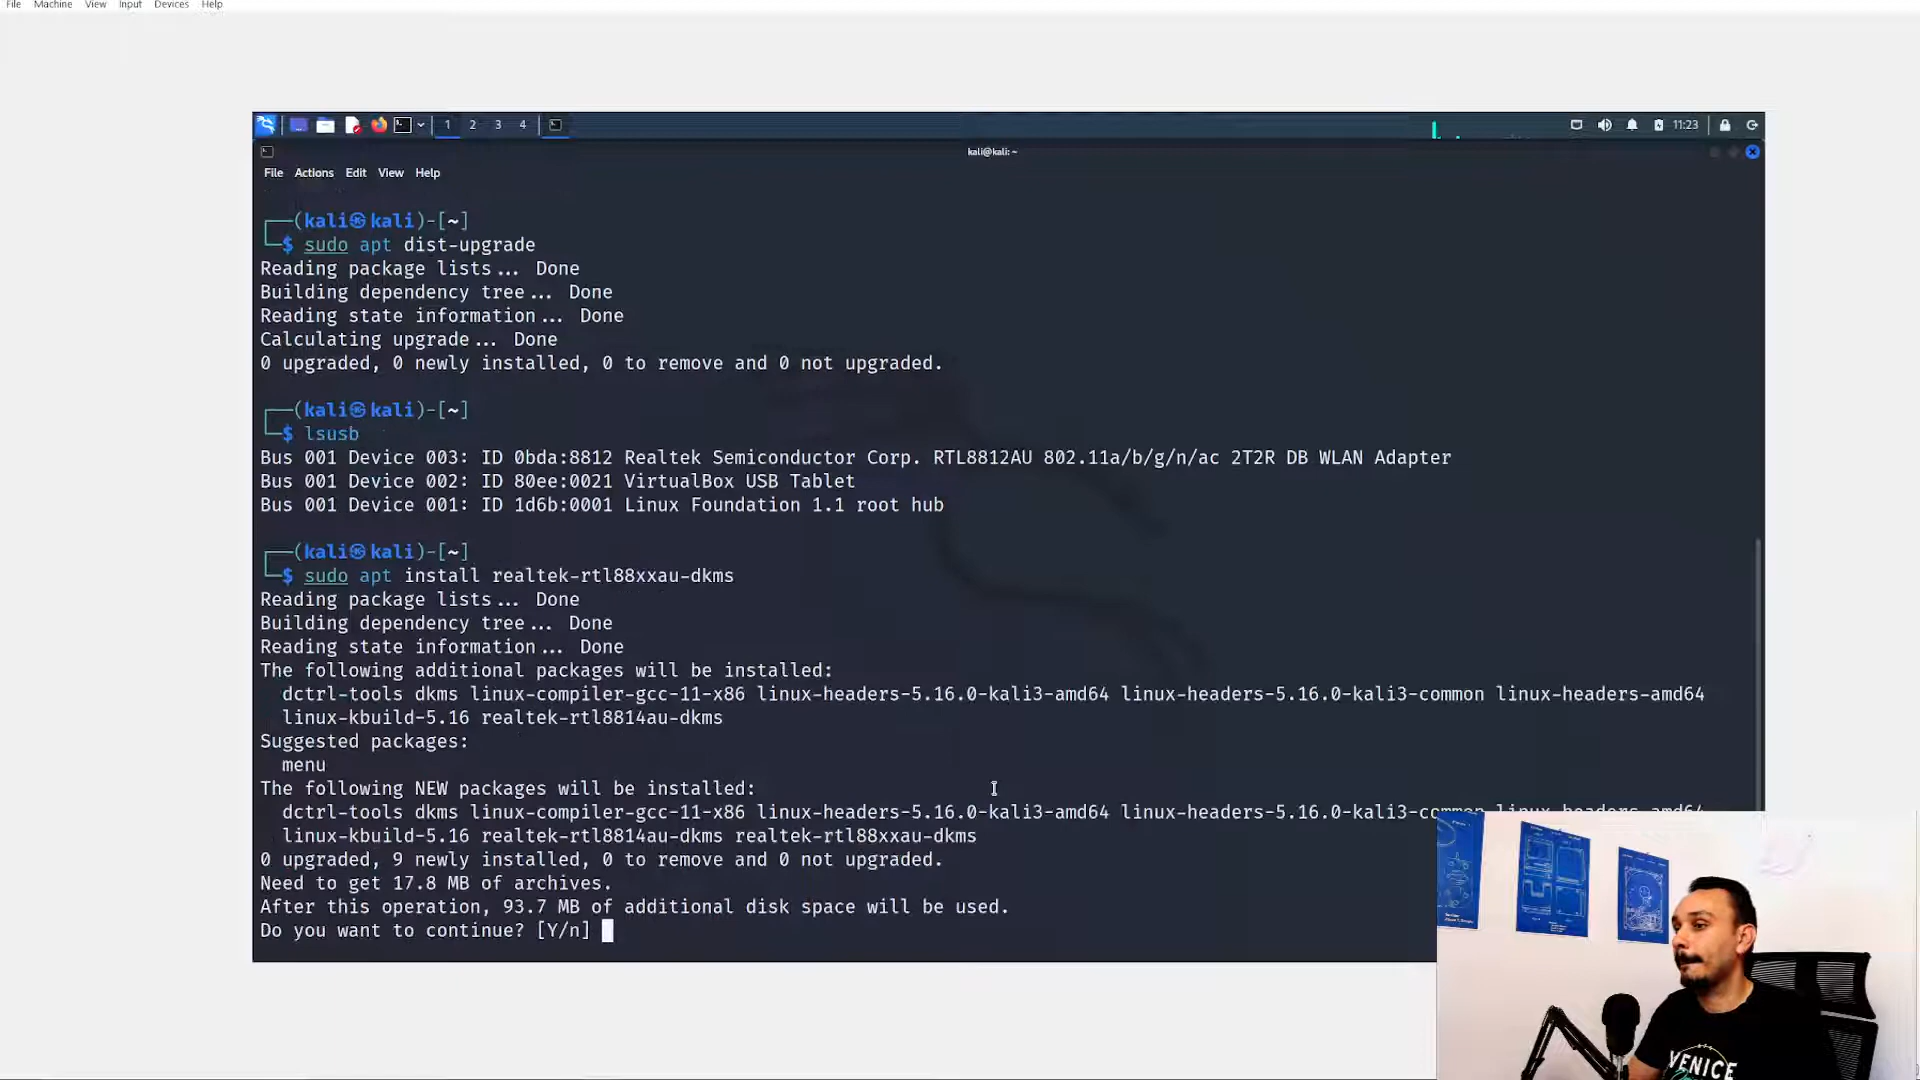 File Machine View Input Devices Help
1 2 3 4 11:23
kali@kali: ~
File Actions Edit View Help
(kali㉿kali)-[~]
$ sudo apt dist-upgrade
Reading package lists... Done
Building dependency tree... Done
Reading state information... Done
Calculating upgrade... Done
0 upgraded, 0 newly installed, 0 to remove and 0 not upgraded.
(kali㉿kali)-[~]
$ lsusb
Bus 001 Device 003: ID 0bda:8812 Realtek Semiconductor Corp. RTL8812AU 802.11a/b/g/n/ac 2T2R DB WLAN Adapter
Bus 001 Device 002: ID 80ee:0021 VirtualBox USB Tablet
Bus 001 Device 001: ID 1d6b:0001 Linux Foundation 1.1 root hub
(kali㉿kali)-[~]
$ sudo apt install realtek-rtl88xxau-dkms
Reading package lists... Done
Building dependency tree... Done
Reading state information... Done
The following additional packages will be installed:
dctrl-tools dkms linux-compiler-gcc-11-x86 linux-headers-5.16.0-kali3-amd64 linux-headers-5.16.0-kali3-common linux-headers-amd64
linux-kbuild-5.16 realtek-rtl8814au-dkms
Suggested packages:
menu
The following NEW packages will be installed:
dctrl-tools dkms linux-compiler-gcc-11-x86 linux-headers-5.16.0-kali3-amd64 linux-headers-5.16.0-kali3-common linux-headers-amd64
linux-kbuild-5.16 realtek-rtl8814au-dkms realtek-rtl88xxau-dkms
0 upgraded, 9 newly installed, 0 to remove and 0 not upgraded.
Need to get 17.8 MB of archives.
After this operation, 93.7 MB of additional disk space will be used.
Do you want to continue? [Y/n]
VENICE